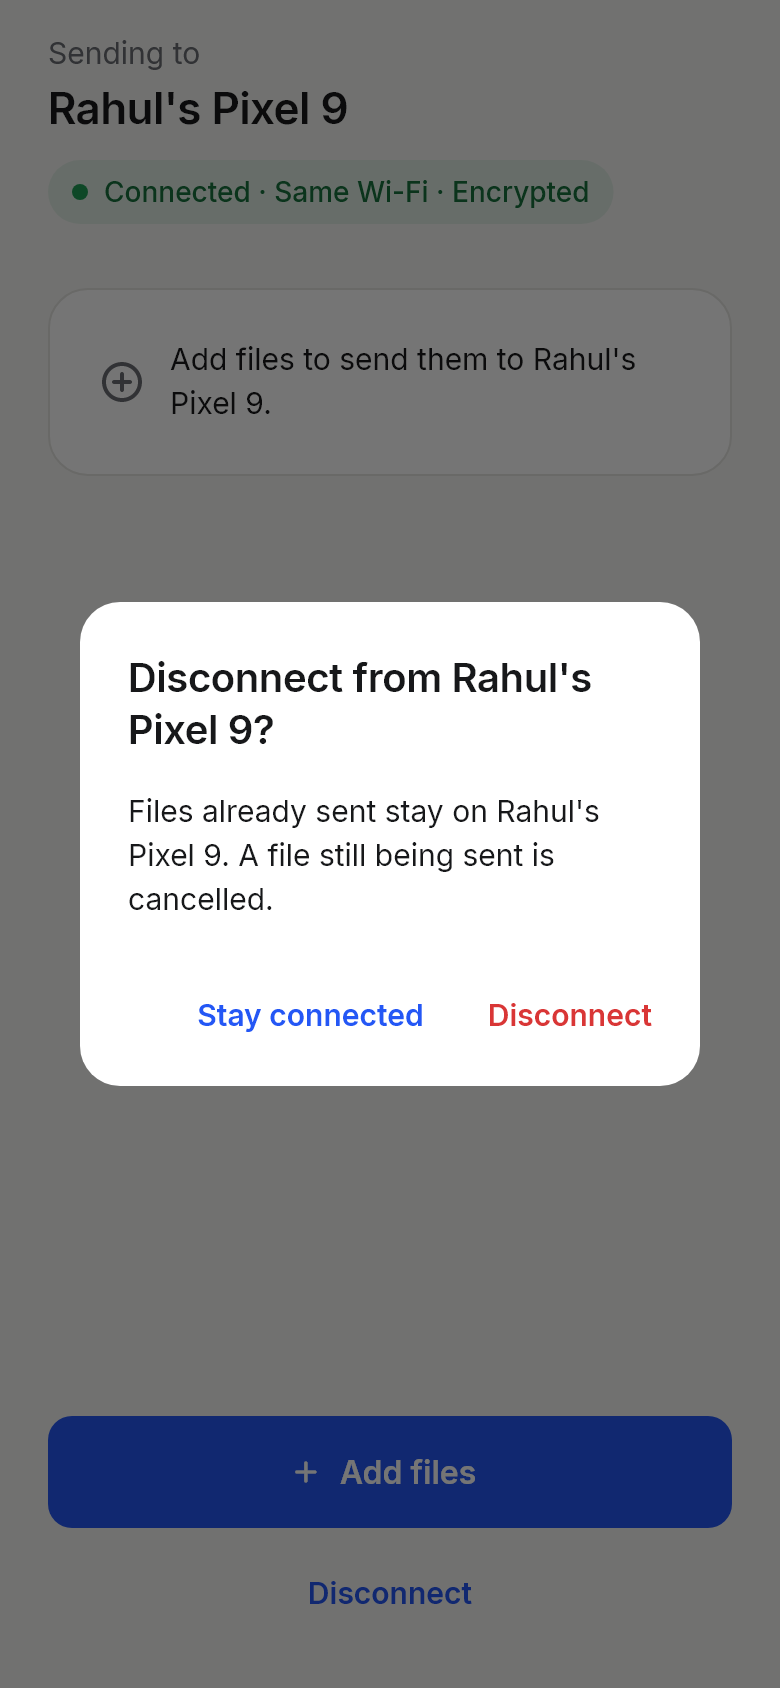 Sending to
Rahul's Pixel 9
Connected · Same Wi-Fi · Encrypted
Add files to send them to Rahul's
Pixel 9.
Disconnect from Rahul's
Pixel 9?
Files already sent stay on Rahul's
Pixel 9. A file still being sent is
cancelled.
Stay connected Disconnect
Add files
Disconnect